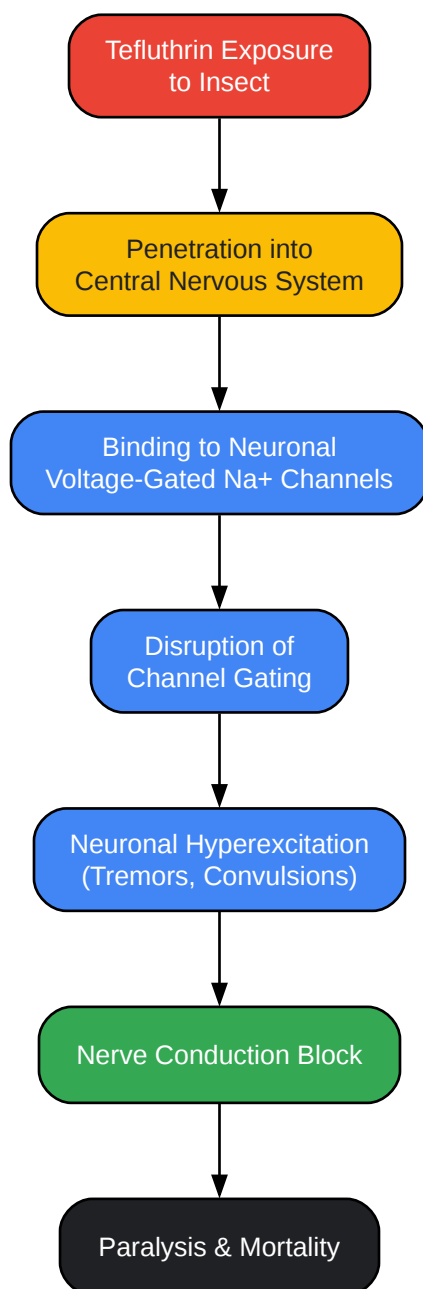 Tefluthrin Exposure
to Insect
Penetration into
Central Nervous System
Binding to Neuronal
Voltage-Gated Na+ Channels
Disruption of
Channel Gating
Neuronal Hyperexcitation
(Tremors, Convulsions)
Nerve Conduction Block
Paralysis & Mortality